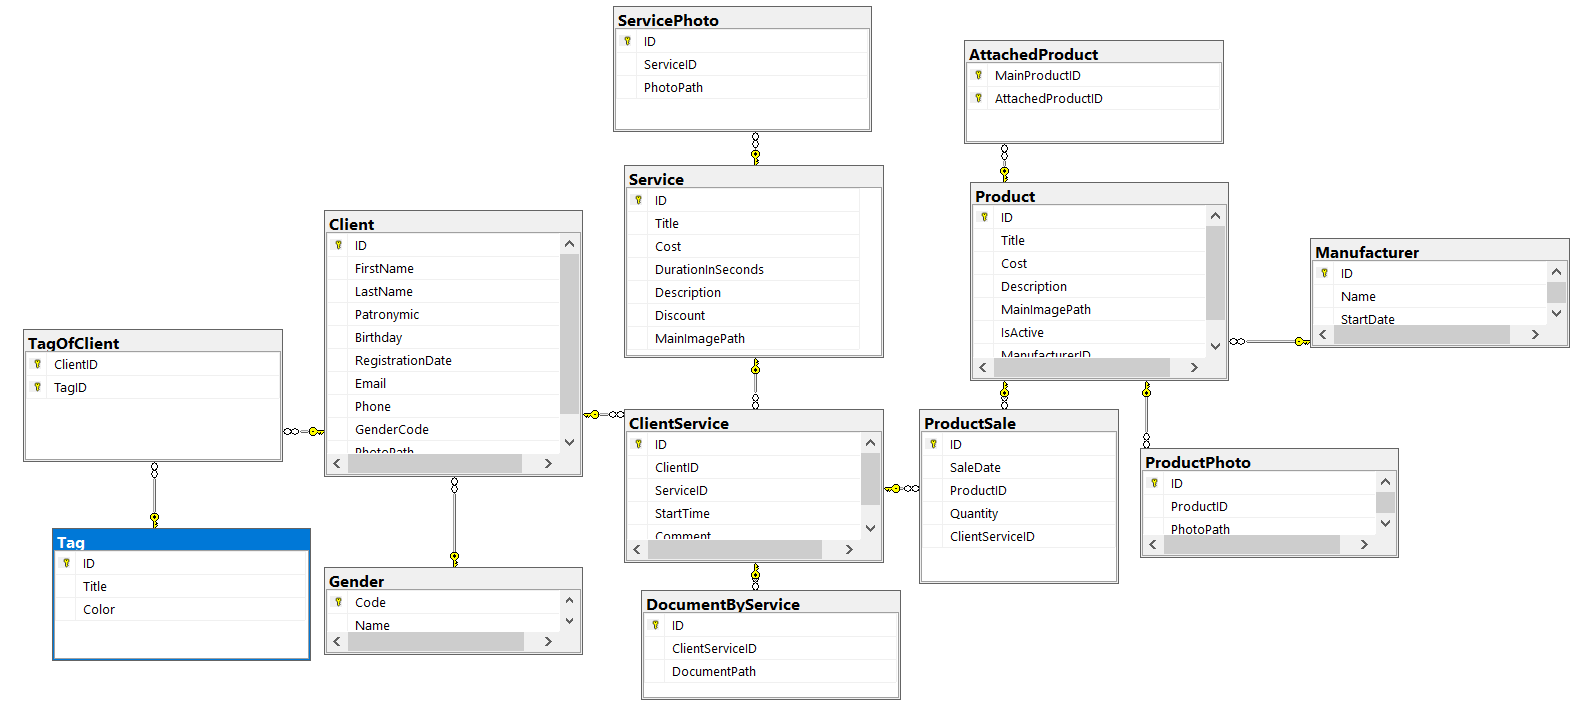 ServicePhoto
ID
ServiceID
PhotoPath
AttachedProduct
MainProductID
AttachedProductID
Service
ID
Title
Cost
DurationInSeconds
Description
Discount
MainImagePath
Product
ID
Title
Cost
Description
MainImagePath
IsActive
ManufacturerID
Client
ID
FirstName
LastName
Patronymic
Birthday
RegistrationDate
Email
Phone
GenderCode
PhotoPath
Manufacturer
ID
Name
StartDate
TagOfClient
ClientID
TagID
ClientService
ID
ClientID
ServiceID
StartTime
Comment
ProductSale
ID
SaleDate
ProductID
Quantity
ClientServiceID
ProductPhoto
ID
ProductID
PhotoPath
Tag
ID
Title
Color
Gender
Code
Name
DocumentByService
ID
ClientServiceID
DocumentPath